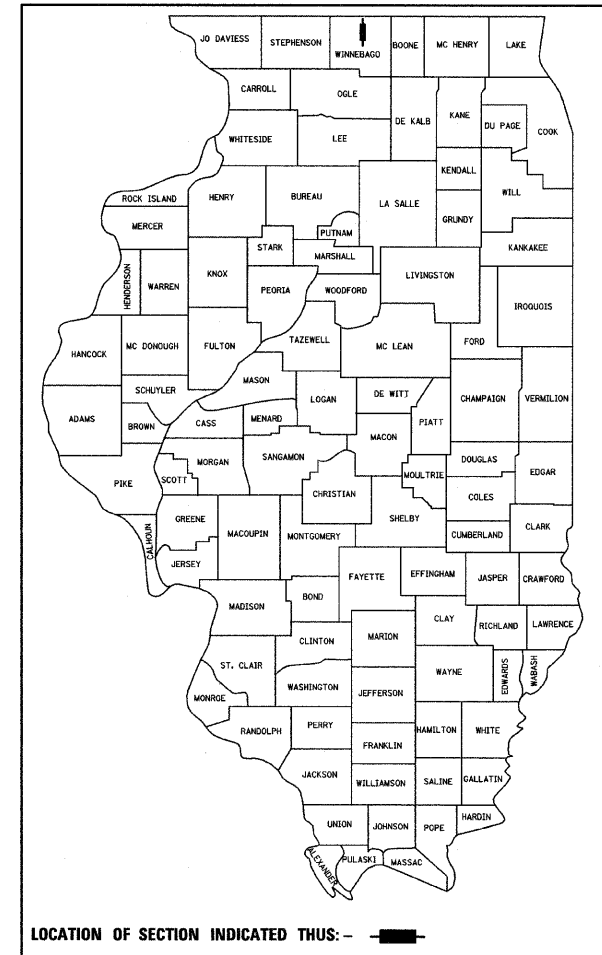 JO DAVIESS
STEPHENSON
WINNEBAGO
BOONE
MC HENRY
LAKE
CARROLL
OGLE
DE KALB
KANE
DU PAGE
COOK
WHITESIDE
LEE
KENDALL
WILL
ROCK ISLAND
HENRY
BUREAU
LA SALLE
GRUNDY
MERCER
PUTNAM
STARK
MARSHALL
KANKAKEE
HENDERSON
WARREN
KNOX
PEORIA
WOODFORD
LIVINGSTON
IROQUOIS
HANCOCK
MC DONOUGH
FULTON
TAZEWELL
MC LEAN
FORD
SCHUYLER
MASON
LOGAN
DE WITT
CHAMPAIGN
VERMILION
ADAMS
BROWN
CASS
MENARD
MACON
PIATT
PIKE
SCOTT
MORGAN
SANGAMON
CHRISTIAN
MOULTRIE
DOUGLAS
EDGAR
COLES
CALHOUN
GREENE
MACOUPIN
MONTGOMERY
SHELBY
CUMBERLAND
CLARK
JERSEY
FAYETTE
EFFINGHAM
JASPER
CRAWFORD
MADISON
BOND
CLAY
RICHLAND
LAWRENCE
CLINTON
MARION
ST. CLAIR
WAYNE
EDWARDS
WABASH
MONROE
WASHINGTON
JEFFERSON
RANDOLPH
PERRY
HAMILTON
WHITE
FRANKLIN
JACKSON
WILLIAMSON
SALINE
GALLATIN
UNION
JOHNSON
POPE
HARDIN
ALEXANDER
PULASKI
MASSAC
LOCATION OF SECTION INDICATED THUS: -